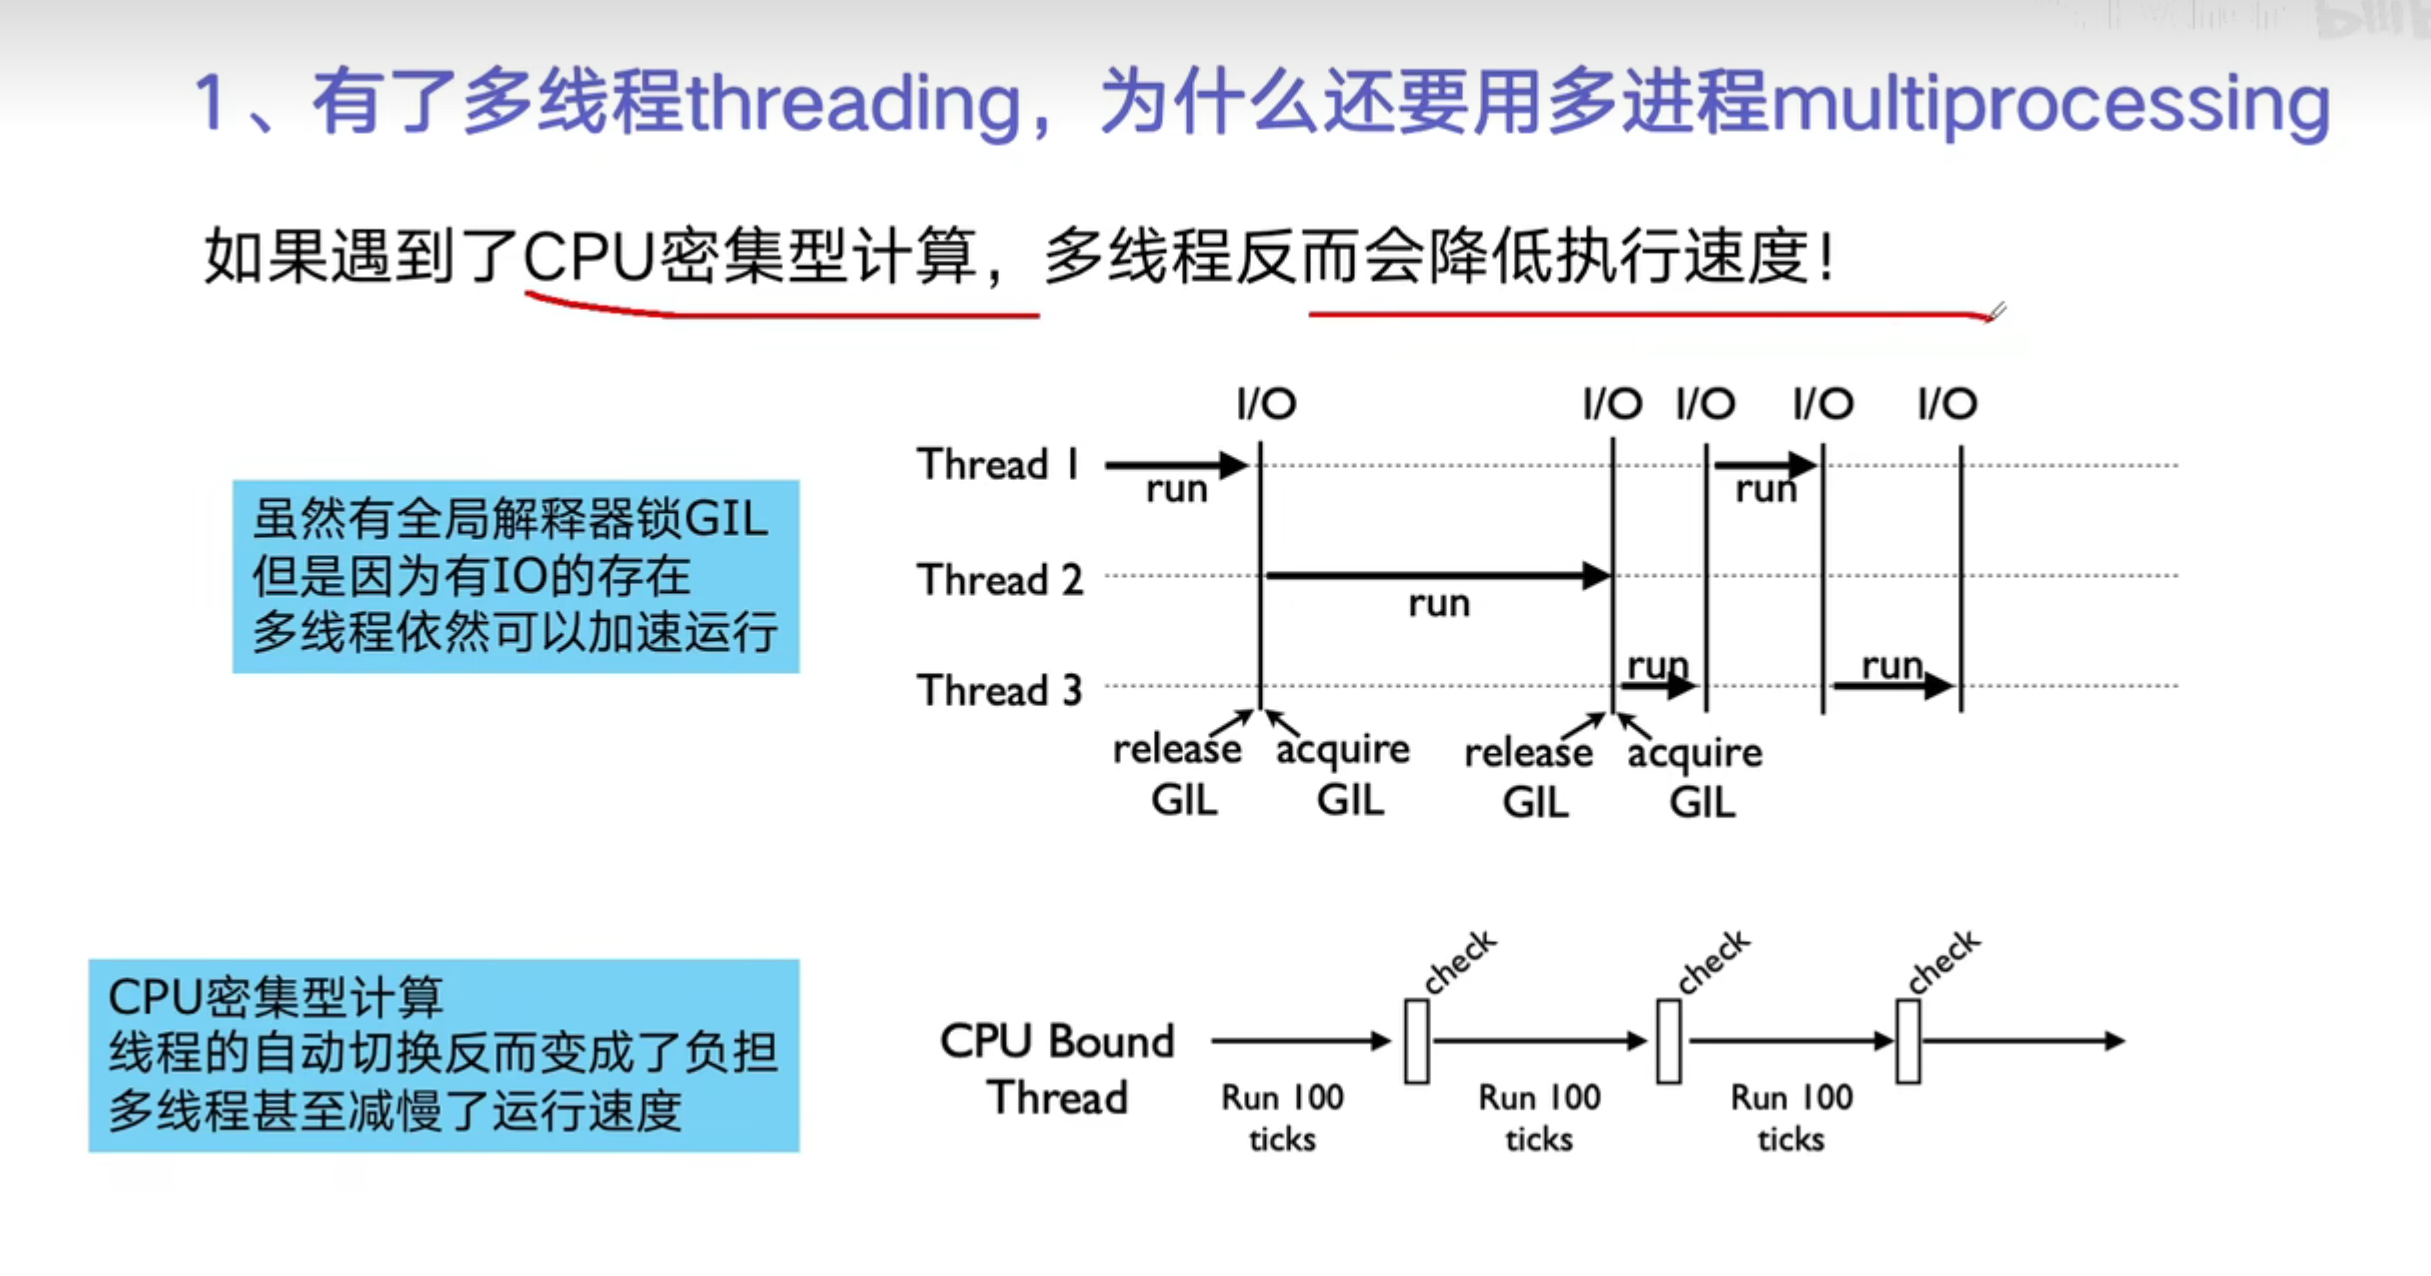 1、有了多线程threading，为什么还要用多进程multiprocessing
如果遇到了CPU密集型计算，多线程反而会降低执行速度！
I/O I/O I/O I/O I/O
Thread 1
run run
虽然有全局解释器锁GIL
但是因为有IO的存在
多线程依然可以加速运行
Thread 2
run
run run
Thread 3
release acquire release acquire
GIL GIL GIL GIL
check check check
CPU密集型计算
线程的自动切换反而变成了负担
多线程甚至减慢了运行速度
CPU Bound
Thread
Run 100 Run 100 Run 100
ticks ticks ticks